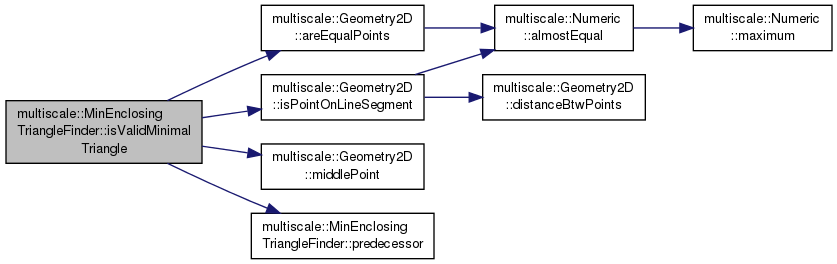 multiscale::MinEnclosing
TriangleFinder::isValidMinimal
Triangle
multiscale::Geometry2D
::areEqualPoints
multiscale::Geometry2D
::isPointOnLineSegment
multiscale::Geometry2D
::middlePoint
multiscale::MinEnclosing
TriangleFinder::predecessor
multiscale::Numeric
::almostEqual
multiscale::Geometry2D
::distanceBtwPoints
multiscale::Numeric
::maximum